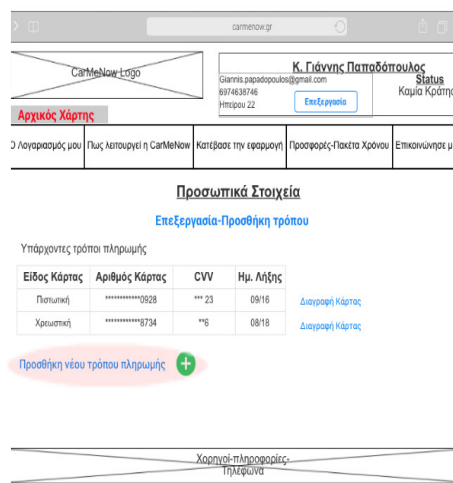 carmenow.gr
CarMeNow Logo
Κ. Γιάννης Παπαδόπουλος
Giannis.papadopoulos@gmail.com
6974638746
Ηπείρου 22
Επεξεργασία
Status
Καμία Κράτησ
Αρχικός Χάρτης
Ο Λογαριασμός μου
Πως λειτουργεί η CarMeNow
Κατέβασε την εφαρμογή
Προσφορές-Πακέτα Χρόνου
Επικοινώνησε μ
Προσωπικά Στοιχεία
Επεξεργασία-Προσθήκη τρόπου
Υπάρχοντες τρόποι πληρωμής
Είδος Κάρτας Αριθμός Κάρτας CVV Ημ. Λήξης
Πιστωτική ************0928 *** 23 09/16 Διαγραφή Κάρτας
Χρεωστική ************8734 **6 08/18 Διαγραφή Κάρτας
Προσθήκη νέου τρόπου πληρωμής
Χορηγοί-πληροφορίες-
Τηλέφωνα